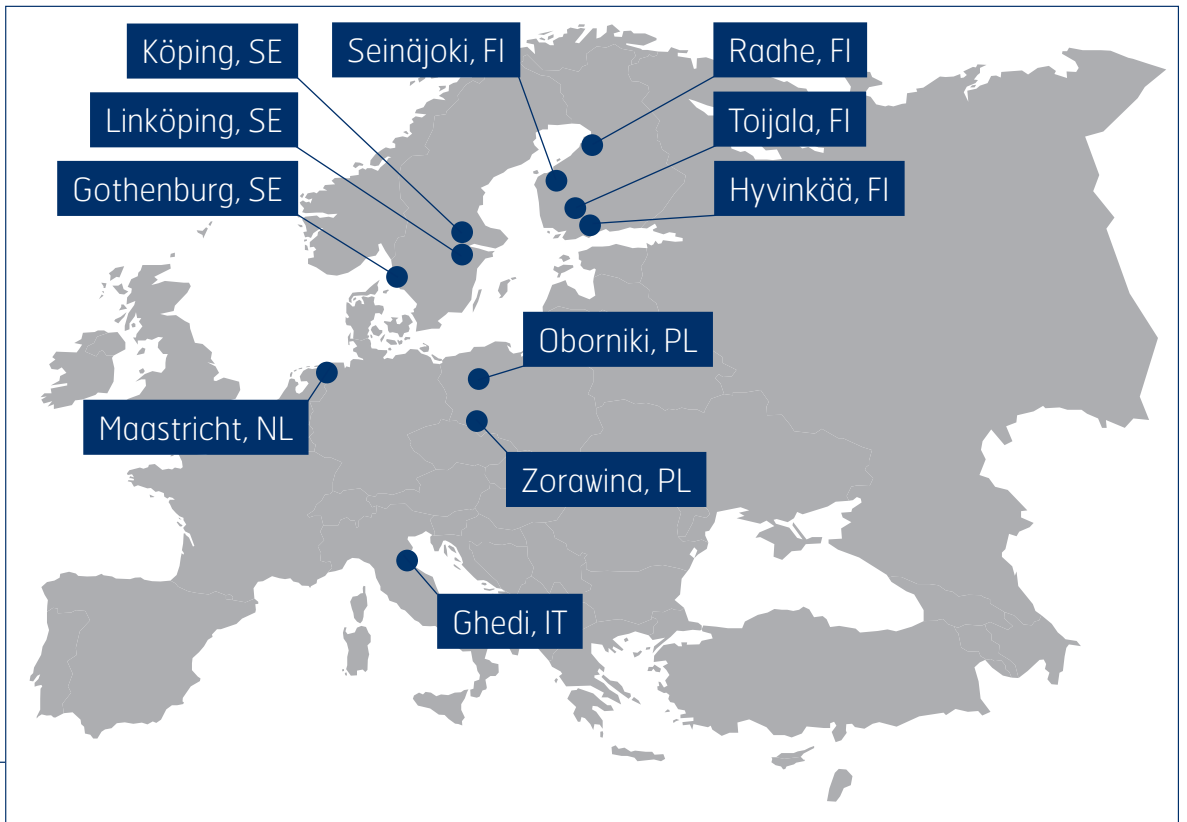 Köping, SE
Seinäjoki, FI
Raahe, FI
Linköping, SE
Toijala, FI
Gothenburg, SE
Hyvinkää, FI
Oborniki, PL
Maastricht, NL
Zorawina, PL
Ghedi, IT